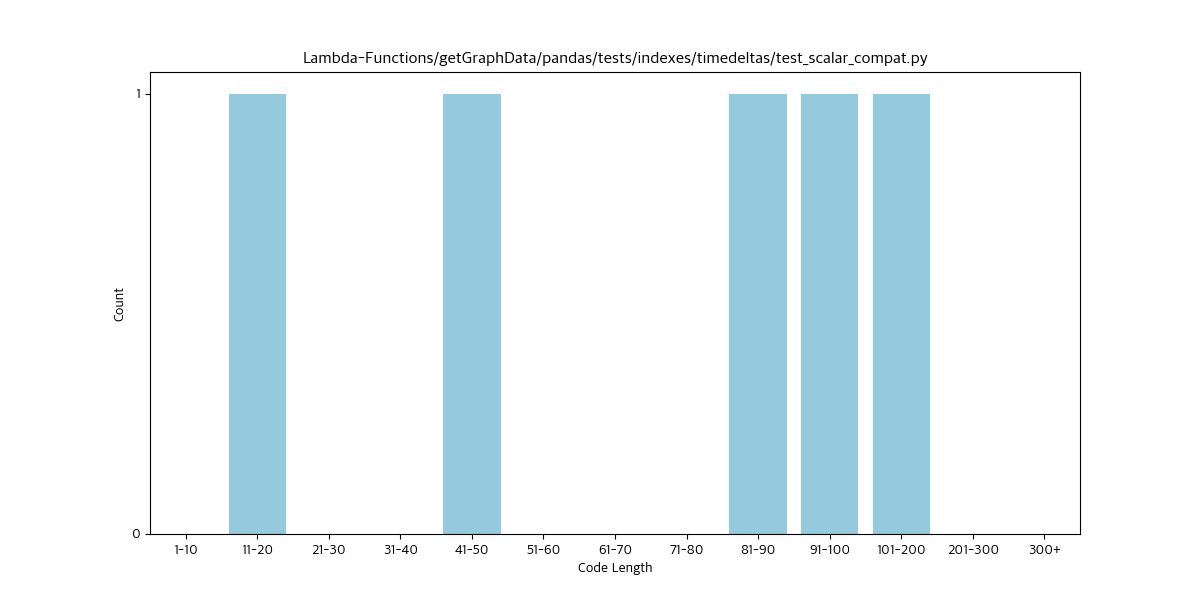 Lambda-Functions/getGraphData/pandas/tests/indexes/timedeltas/test_scalar_compat.py
1
Count
0
1-10 11-20 21-30 31-40 41-50 51-60 61-70 71-80 81-90 91-100 101-200 201-300 300+
Code Length